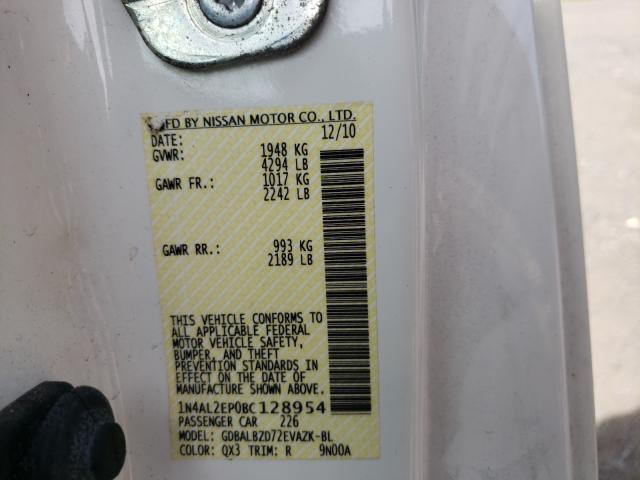 MFD BY NISSAN MOTOR CO., LTD.
DATE: 12/10
GVWR: 1948 KG
4294 LB
GAWR FR.: 1017 KG
2242 LB
GAWR RR.: 993 KG
2189 LB
THIS VEHICLE CONFORMS TO
ALL APPLICABLE FEDERAL
MOTOR VEHICLE SAFETY,
BUMPER, AND THEFT
PREVENTION STANDARDS IN
EFFECT ON THE DATE OF
MANUFACTURE SHOWN ABOVE.
1N4AL2EP0BC128954
PASSENGER CAR 226
MODEL: GDBALBZD72EVAZK-BL
COLOR: QX3 TRIM: R 9N00A